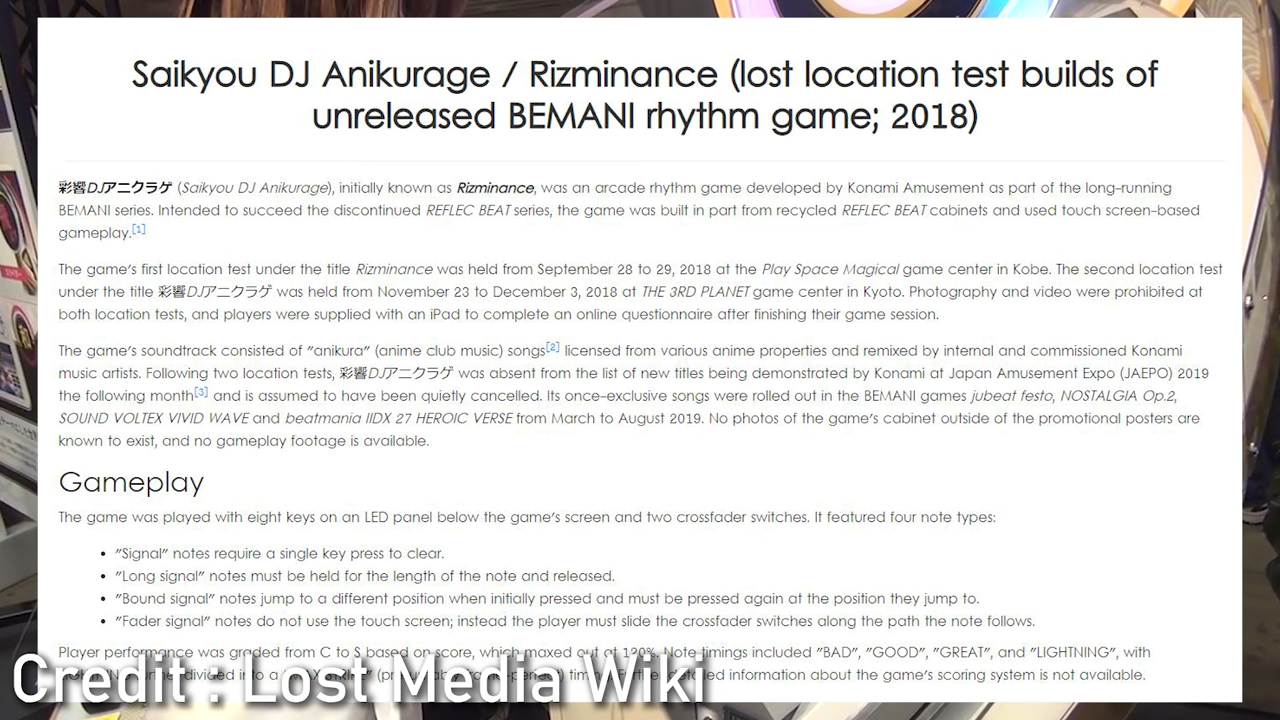 Saikyou DJ Anikurage / Rizminance (lost location test builds of
unreleased BEMANI rhythm game; 2018)
彩響DJアニクラゲ (Saikyou DJ Anikurage), initially known as Rizminance, was an arcade rhythm game developed by Konami Amusement as part of the long-running
BEMANI series. Intended to succeed the discontinued REFLEC BEAT series, the game was built in part from recycled REFLEC BEAT cabinets and used touch screen-based
gameplay.[1]
The game's first location test under the title Rizminance was held from September 28 to 29, 2018 at the Play Space Magical game center in Kobe. The second location test
under the title 彩響DJアニクラゲ was held from November 23 to December 3, 2018 at THE 3RD PLANET game center in Kyoto. Photography and video were prohibited at
both location tests, and players were supplied with an iPad to complete an online questionnaire after finishing their game session.
The game's soundtrack consisted of "anikura" (anime club music) songs[2] licensed from various anime properties and remixed by internal and commissioned Konami
music artists. Following two location tests, 彩響DJアニクラゲ was absent from the list of new titles being demonstrated by Konami at Japan Amusement Expo (JAEPO) 2019
the following month[3] and is assumed to have been quietly cancelled. Its once-exclusive songs were rolled out in the BEMANI games jubeat festo, NOSTALGIA Op.2,
SOUND VOLTEX VIVID WAVE and beatmania IIDX 27 HEROIC VERSE from March to August 2019. No photos of the game's cabinet outside of the promotional posters are
known to exist, and no gameplay footage is available.
Gameplay
The game was played with eight keys on an LED panel below the game's screen and two crossfader switches. It featured four note types:
• "Signal" notes require a single key press to clear.
• "Long signal" notes must be held for the length of the note and released.
• "Bound signal" notes jump to a different position when initially pressed and must be pressed again at the position they jump to.
• "Fader signal" notes do not use the touch screen; instead the player must slide the crossfader switches along the path the note follows.
Player performance was graded from C to S based on score, which maxed out at 120%. Note timings included "BAD", "GOOD", "GREAT", and "LIGHTNING", with
divided into a information about the game's scoring system is not available.
Credit : Lost Media Wiki